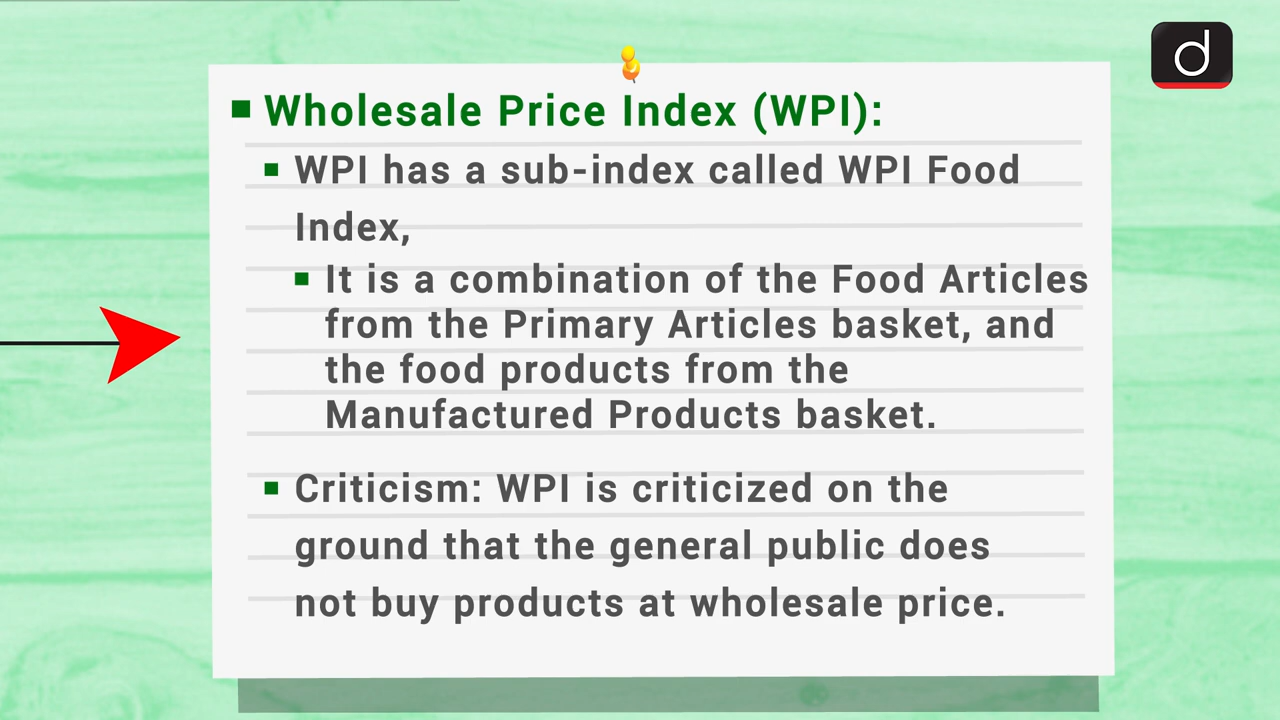 d
Wholesale Price Index (WPI):
WPI has a sub-index called WPI Food
Index,
It is a combination of the Food Articles
from the Primary Articles basket, and
the food products from the
Manufactured Products basket.
Criticism: WPI is criticized on the
ground that the general public does
not buy products at wholesale price.